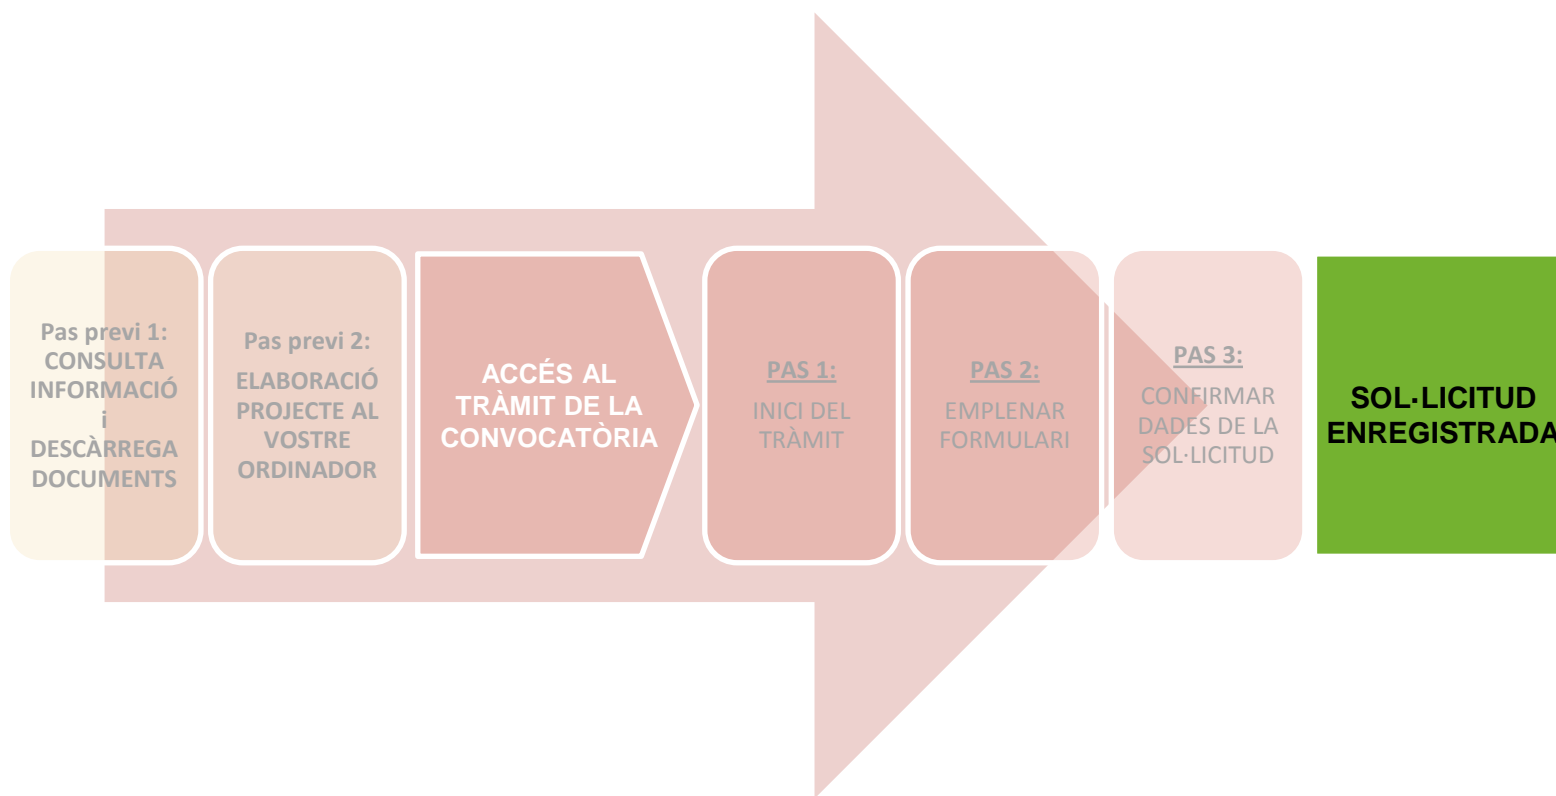 Pas previ 1:
CONSULTA
INFORMACIÓ
i
DESCÀRREGA
DOCUMENTS
Pas previ 2:
ELABORACIÓ
PROJECTE AL
VOSTRE
ORDINADOR
ACCÉS AL
TRÀMIT DE LA
CONVOCATÒRIA
PAS 1:
INICI DEL
TRÀMIT
PAS 2:
EMPLENAR
FORMULARI
PAS 3:
CONFIRMAR
DADES DE LA
SOL·LICITUD
SOL·LICITUD
ENREGISTRADA